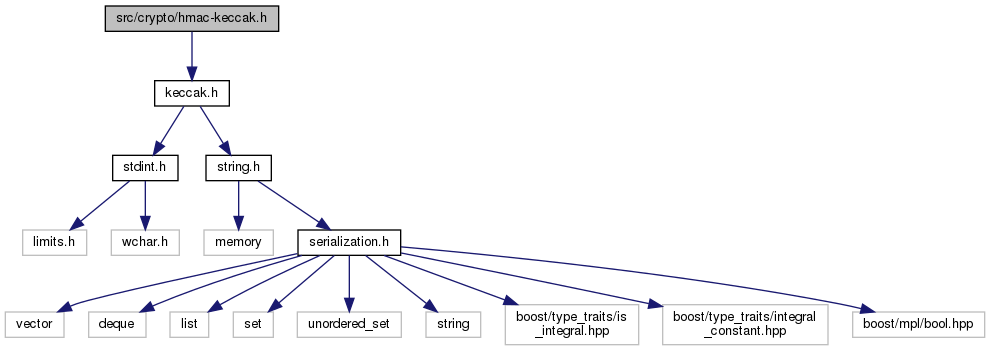 src/crypto/hmac-keccak.h
keccak.h
stdint.h
string.h
limits.h
wchar.h
memory
serialization.h
vector
deque
list
set
unordered_set
string
boost/type_traits/is
_integral.hpp
boost/type_traits/integral
_constant.hpp
boost/mpl/bool.hpp